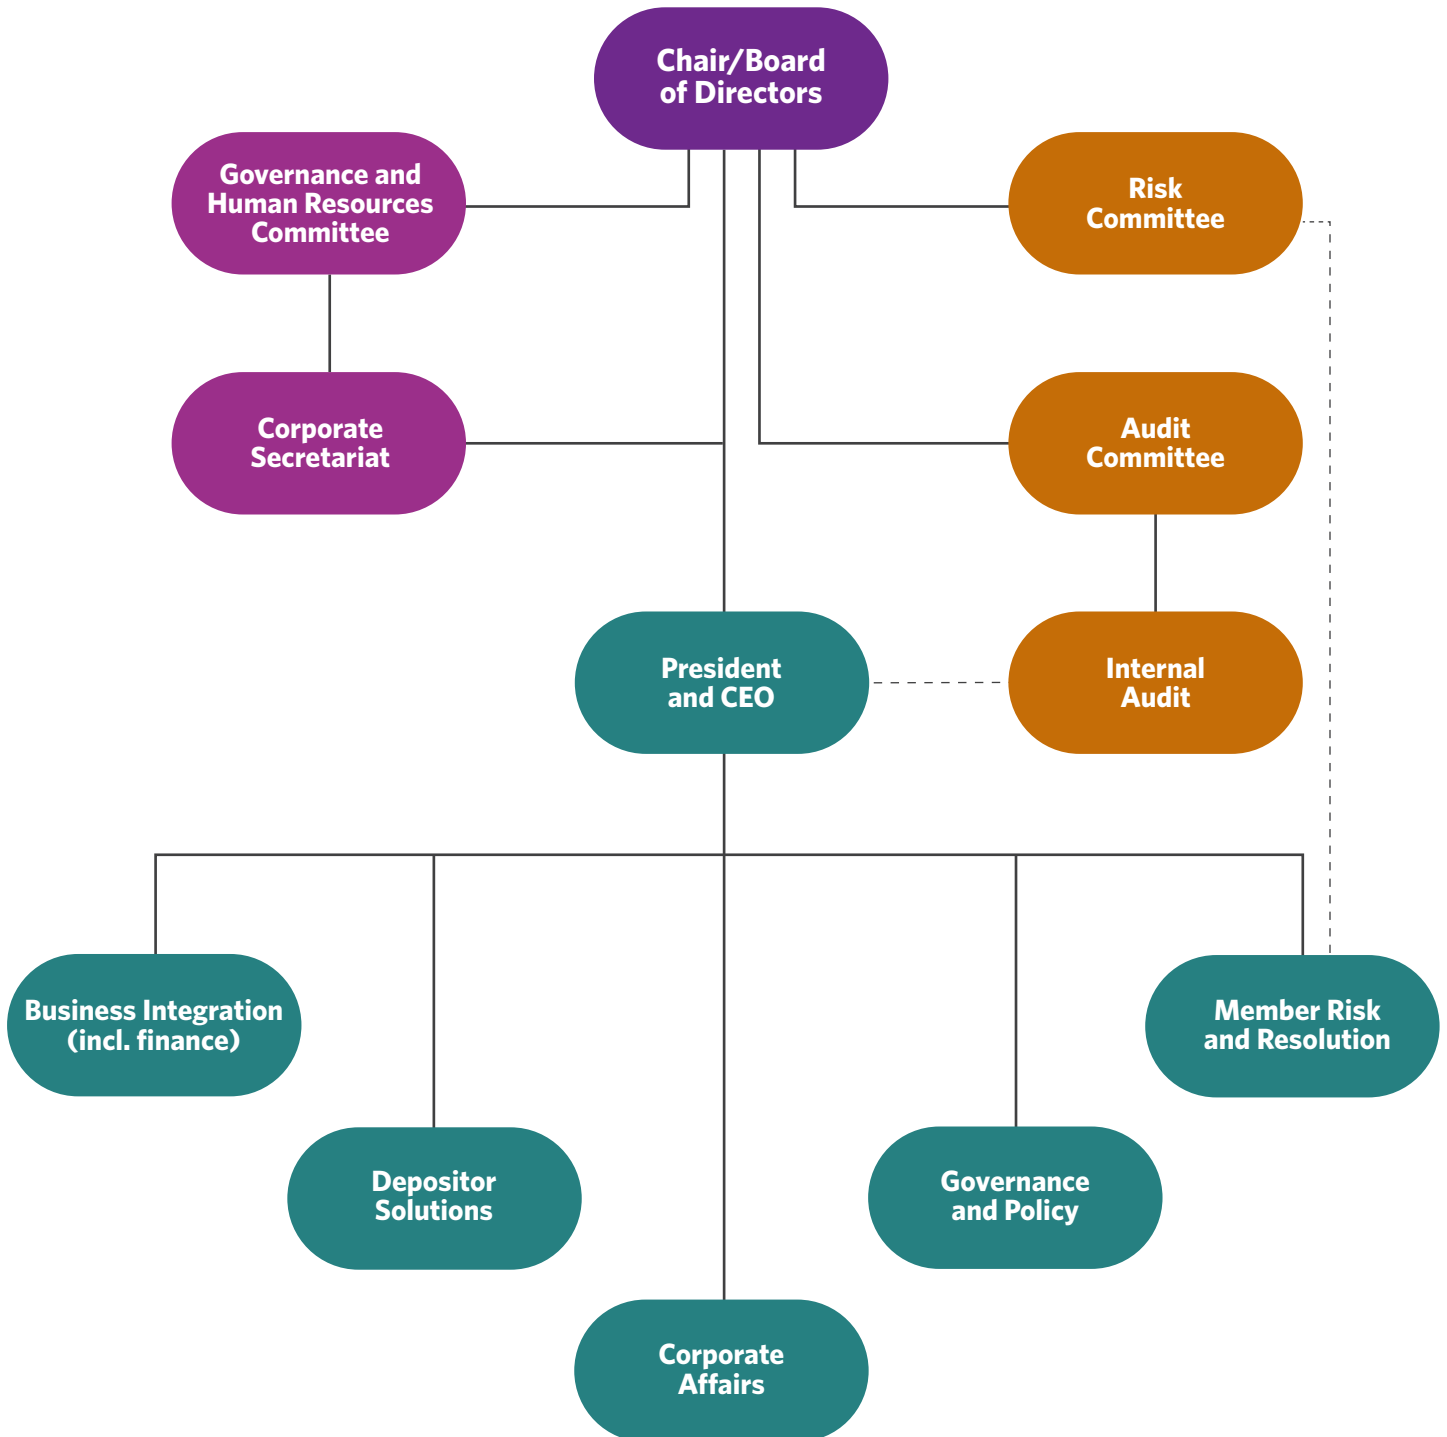 Chair/Board
of Directors
Governance and
Human Resources
Committee
Risk
Committee
Corporate
Secretariat
Audit
Committee
President
and CEO
Internal
Audit
Business Integration
(incl. finance)
Member Risk
and Resolution
Depositor
Solutions
Governance
and Policy
Corporate
Affairs